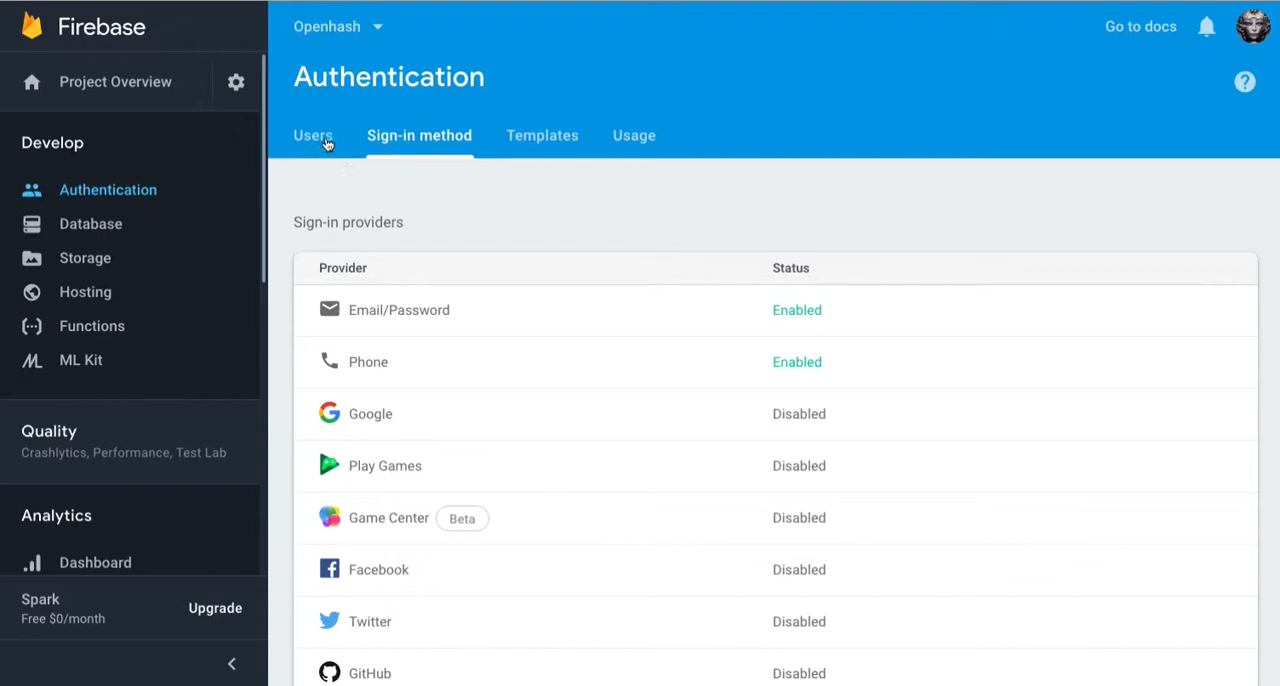 Firebase
Openhash
Go to docs
Project Overview
Authentication
Users
Sign-in method
Templates
Usage
Develop
Authentication
Database
Storage
Hosting
Functions
ML Kit
Quality
Crashlytics, Performance, Test Lab
Analytics
Dashboard
Spark
Free $0/month
Upgrade
Sign-in providers
Provider Status
Email/Password Enabled
Phone Enabled
Google Disabled
Play Games Disabled
Game Center Beta Disabled
Facebook Disabled
Twitter Disabled
GitHub Disabled